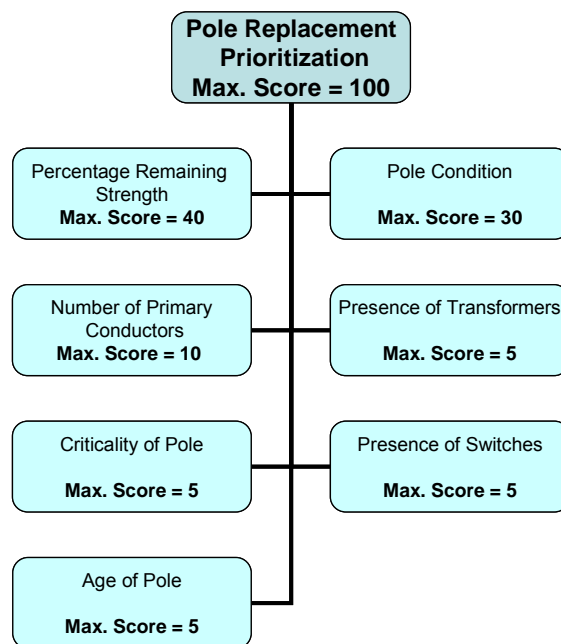 Pole Replacement
Prioritization
Max. Score = 100
Percentage Remaining
Strength
Max. Score = 40
Pole Condition
Max. Score = 30
Number of Primary
Conductors
Max. Score = 10
Presence of Transformers
Max. Score = 5
Criticality of Pole
Max. Score = 5
Presence of Switches
Max. Score = 5
Age of Pole
Max. Score = 5